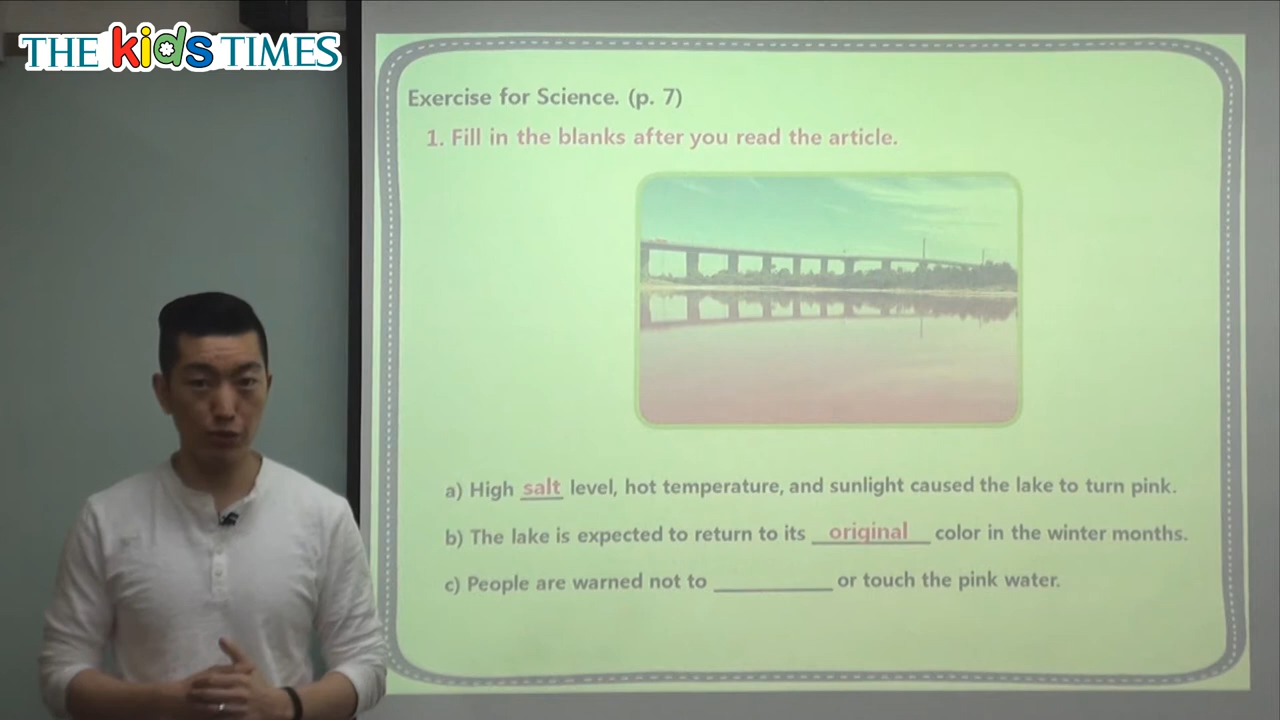 THE kids TIMES
Exercise for Science. (p. 7)
1. Fill in the blanks after you read the article.
a) High salt level, hot temperature, and sunlight caused the lake to turn pink.
b) The lake is expected to return to its original color in the winter months.
c) People are warned not to __________ or touch the pink water.